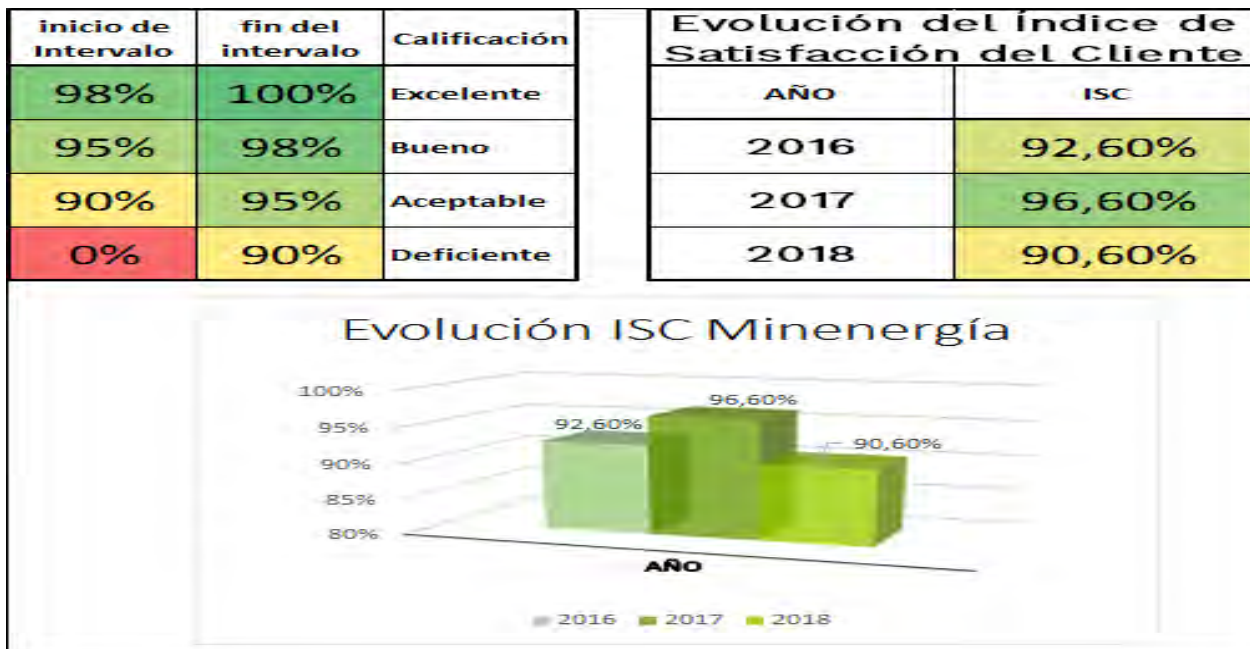 inicio de Intervalo fin del intervalo Calificación
98% 100% Excelente
95% 98% Bueno
90% 95% Aceptable
0% 90% Deficiente
Evolución del Índice de
Satisfacción del Cliente
AÑO ISC
2016 92,60%
2017 96,60%
2018 90,60%
Evolución ISC Minenergía
100%
95%
90%
85%
80%
92,60%
96,60%
90,60%
AÑO
2016 2017 2018